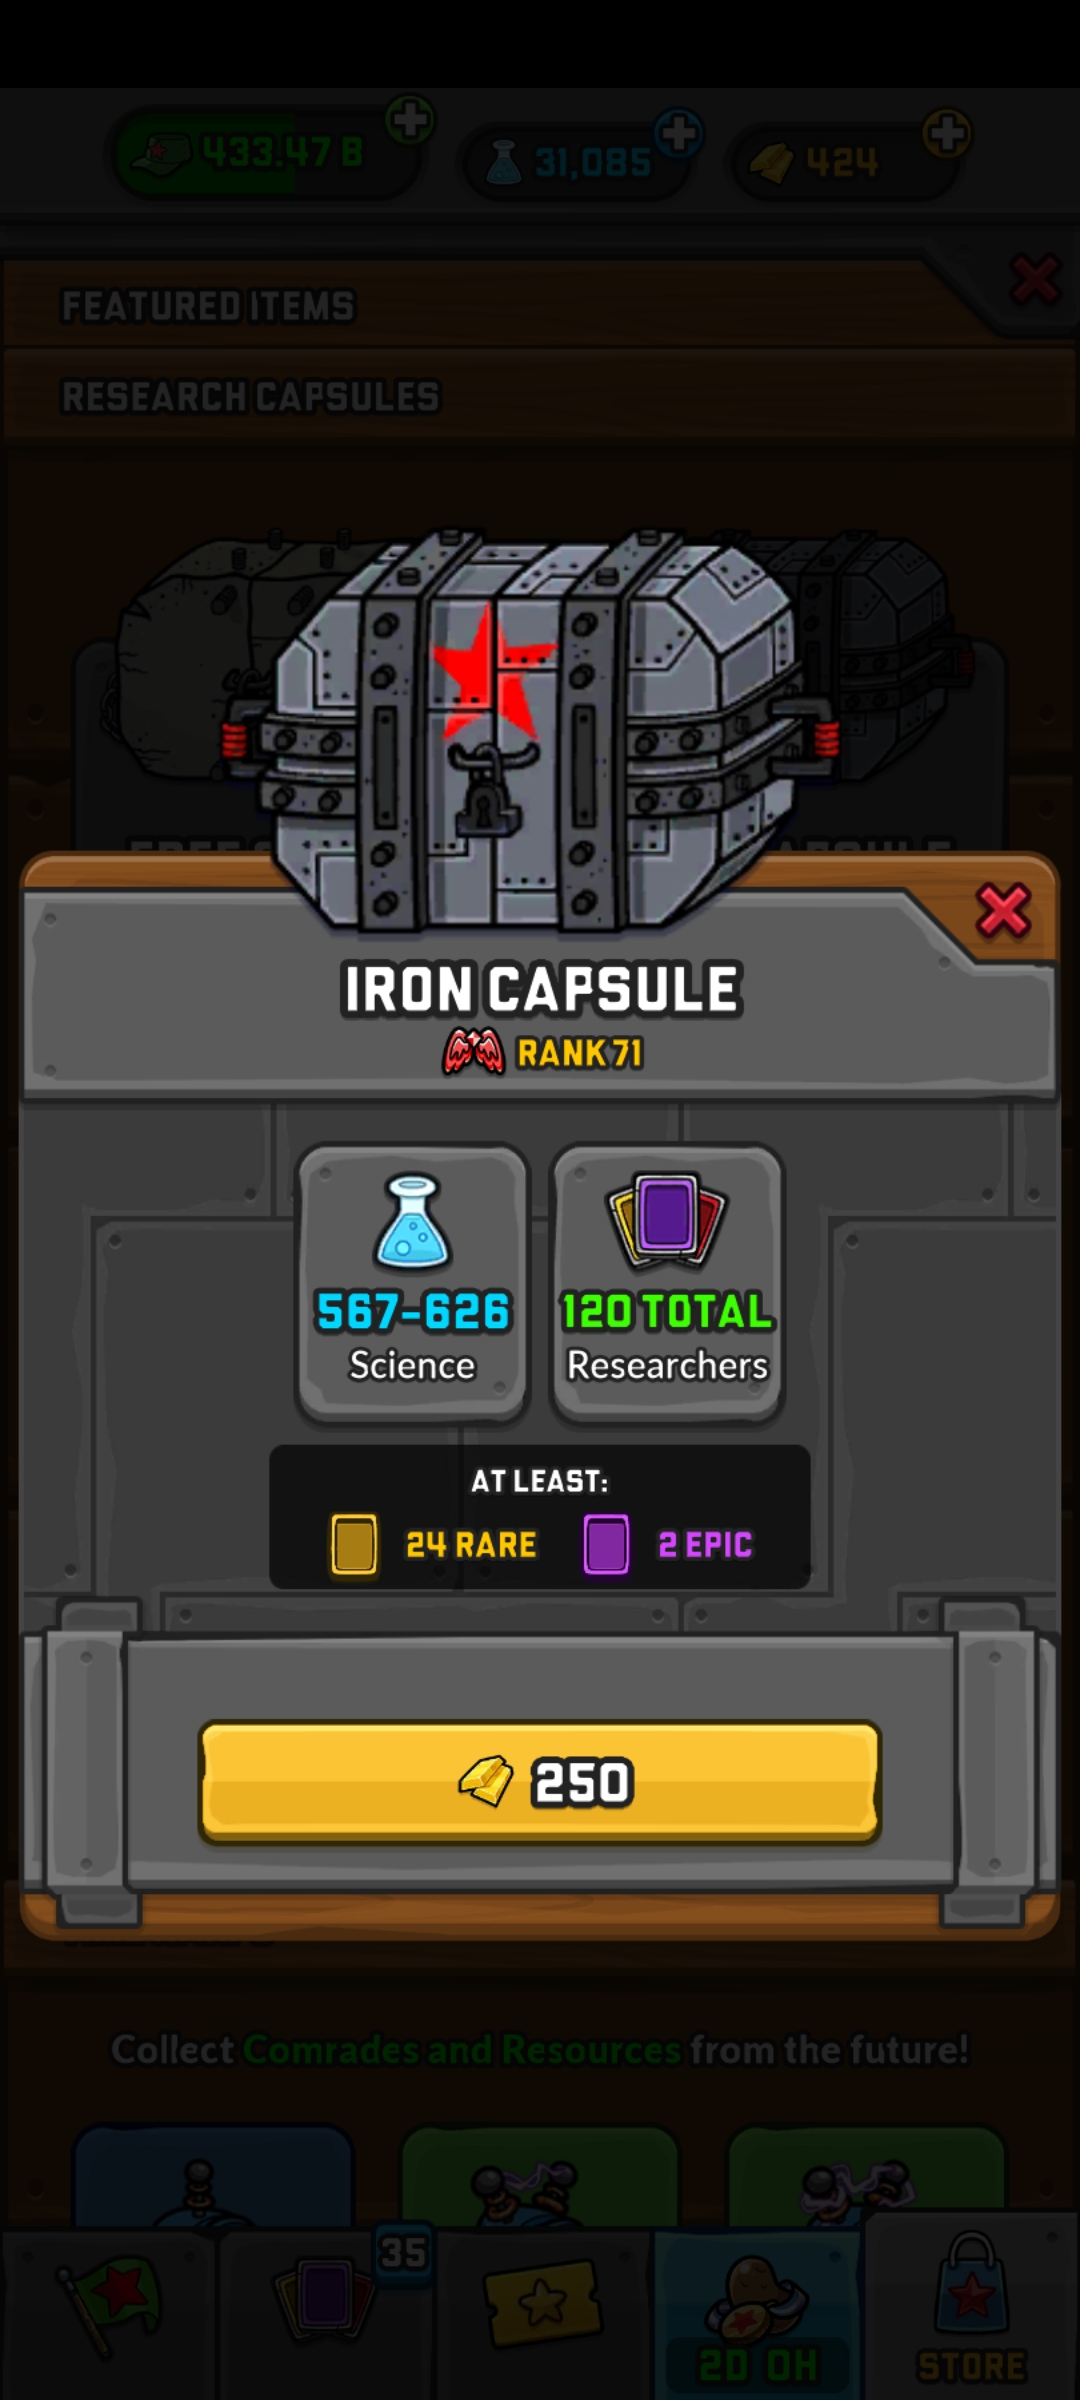 433.47 B
31,085
424
FEATURED ITEMS
RESEARCH CAPSULES
IRON CAPSULE
RANK 71
567-626
Science
120 TOTAL
Researchers
AT LEAST:
24 RARE
2 EPIC
250
Collect Comrades and Resources from the future!
35
2D 0H
STORE